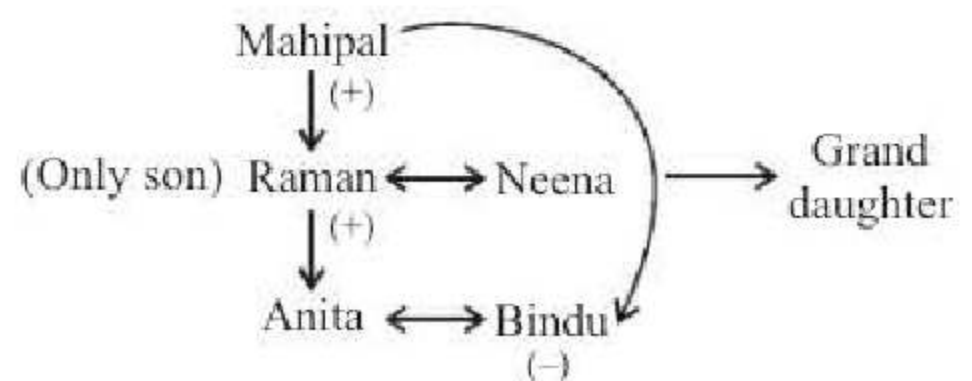 Mahipal
(+)
(Only son) Raman Neena
Grand
daughter
(+)
Anita Bindu
(–)